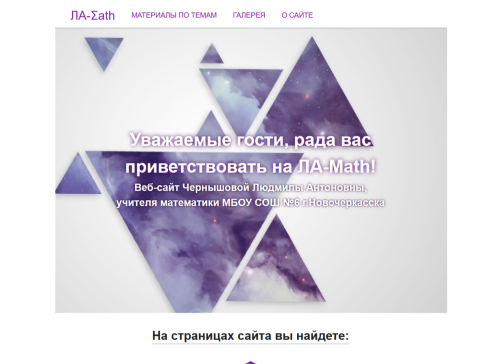 ЛА-Σath МАТЕРИАЛЫ ПО ТЕМАМ ГАЛЕРЕЯ О САЙТЕ
Уважаемые гости, рада вас
приветствовать на ЛА-Math!
Веб-сайт Чернышовой Людмилы Антоновны,
учителя математики МБОУ СОШ №6 г.Новочеркасска
На страницах сайта вы найдете: